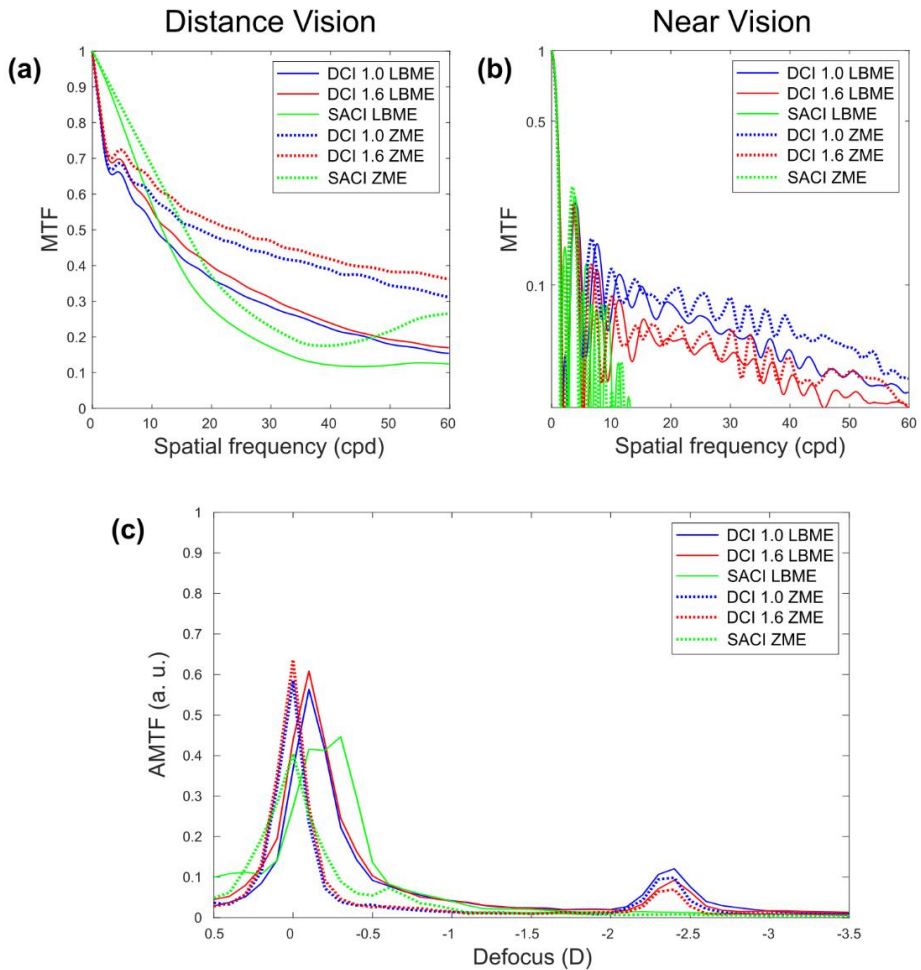 Distance Vision
Near Vision
(a)
MTF
1
0.9
0.8
0.7
0.6
0.5
0.4
0.3
0.2
0.1
0
0 10 20 30 40 50 60
Spatial frequency (cpd)
DCI 1.0 LBME
DCI 1.6 LBME
SACI LBME
DCI 1.0 ZME
DCI 1.6 ZME
SACI ZME
(b)
MTF
1
0.5
0.1
0 10 20 30 40 50 60
Spatial frequency (cpd)
DCI 1.0 LBME
DCI 1.6 LBME
SACI LBME
DCI 1.0 ZME
DCI 1.6 ZME
SACI ZME
(c)
AMTF (a. u.)
1
0.9
0.8
0.7
0.6
0.5
0.4
0.3
0.2
0.1
0
0.5 0 -0.5 -1 -1.5 -2 -2.5 -3 -3.5
Defocus (D)
DCI 1.0 LBME
DCI 1.6 LBME
SACI LBME
DCI 1.0 ZME
DCI 1.6 ZME
SACI ZME